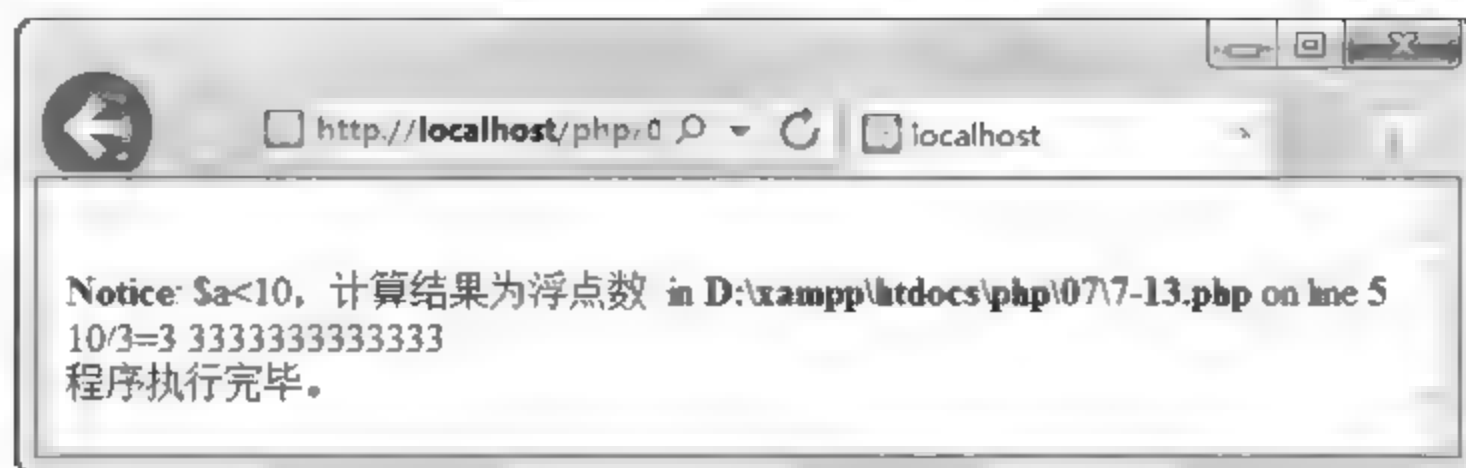 http://localhost/php/0
localhost
Notice: $a<10，计算结果为浮点数 in D:\xampp\htdocs\php\07\7-13.php on line 5
10/3=3.3333333333333
程序执行完毕。